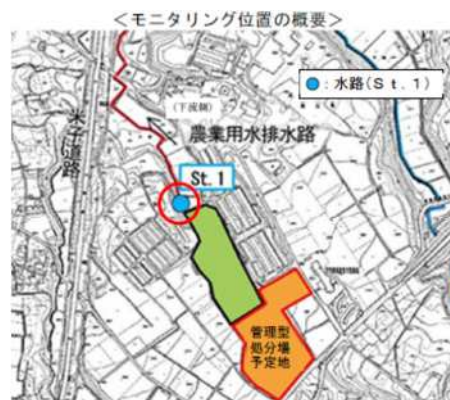 ＜モニタリング位置の概要＞
●：水路(Ｓｔ．１)
(下流側)
農業用水排水路
米子道路
St.1
管理型
処分場
予定地